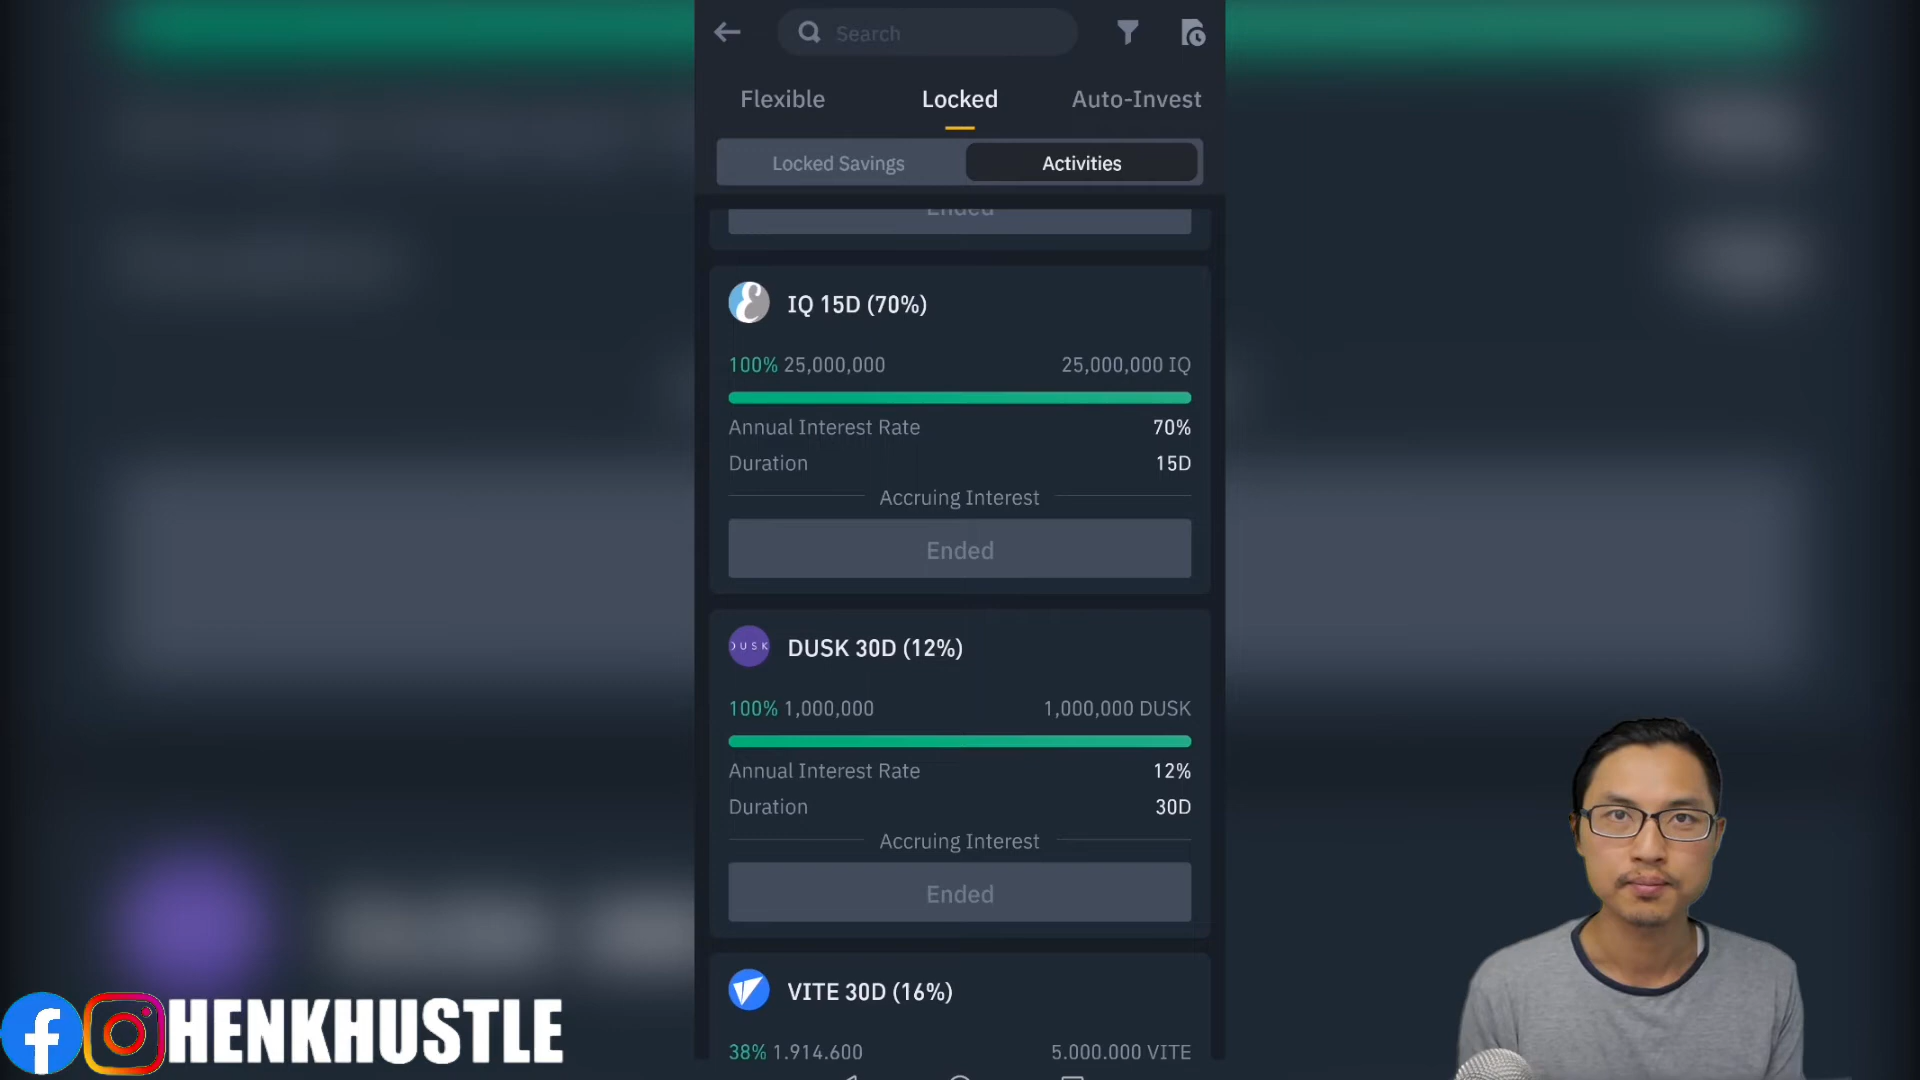 Search
Flexible Locked Auto-Invest
Locked Savings Activities
Ended
IQ 15D (70%)
100% 25,000,000 25,000,000 IQ
Annual Interest Rate 70%
Duration 15D
Accruing Interest
Ended
DUSK
DUSK 30D (12%)
100% 1,000,000 1,000,000 DUSK
Annual Interest Rate 12%
Duration 30D
Accruing Interest
Ended
VITE 30D (16%)
38% 1.914.600 5.000.000 VITE
HENKHUSTLE